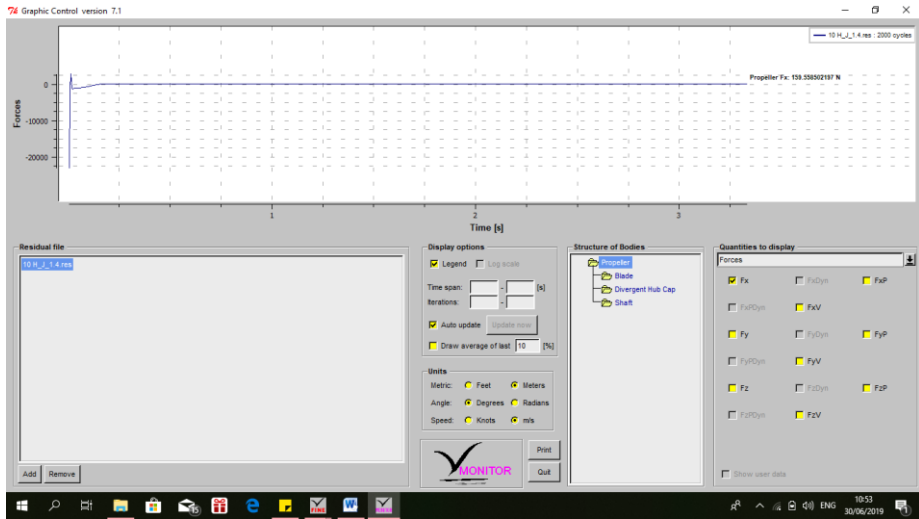 Graphic Control version 7.1
10 H_J_1.4.res : 2000 cycles
Propeller Fx: 159.558502197 N
Forces
0
-10000
-20000
1
2
3
Time [s]
Residual file
10 H_J_1.4.res
Add
Remove
Display options
Legend
Log scale
Time span:
-
[s]
Iterations:
-
Auto update
Update now
Draw average of last
10
[%]
Units
Metric:
Feet
Meters
Angle:
Degrees
Radians
Speed:
Knots
m/s
MONITOR
Print
Quit
Structure of Bodies
Propeller
Blade
Divergent Hub Cap
Shaft
Quantities to display
Forces
Fx
FxDyn
FxP
FxPDyn
FxV
Fy
FyDyn
FyP
FyPDyn
FyV
Fz
FzDyn
FzP
FzPDyn
FzV
Show user data
ENG
10:53
30/06/2019